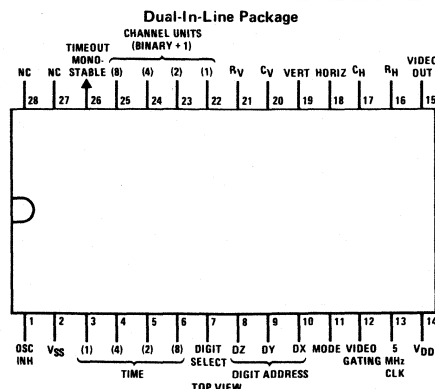 Dual-In-Line Package
CHANNEL UNITS
(BINARY + 1)
TIMEOUT
MONO-
STABLE
NC NC (8) (4) (2) (1) RV CV VERT HORIZ CH RH VIDEO OUT
28 27 26 25 24 23 22 21 20 19 18 17 16 15
1 2 3 4 5 6 7 8 9 10 11 12 13 14
OSC INH VSS (1) (4) (2) (8) DIGIT SELECT DZ DY DX MODE VIDEO GATING 5 MHz CLK VDD
TIME
DIGIT ADDRESS
TOP VIEW